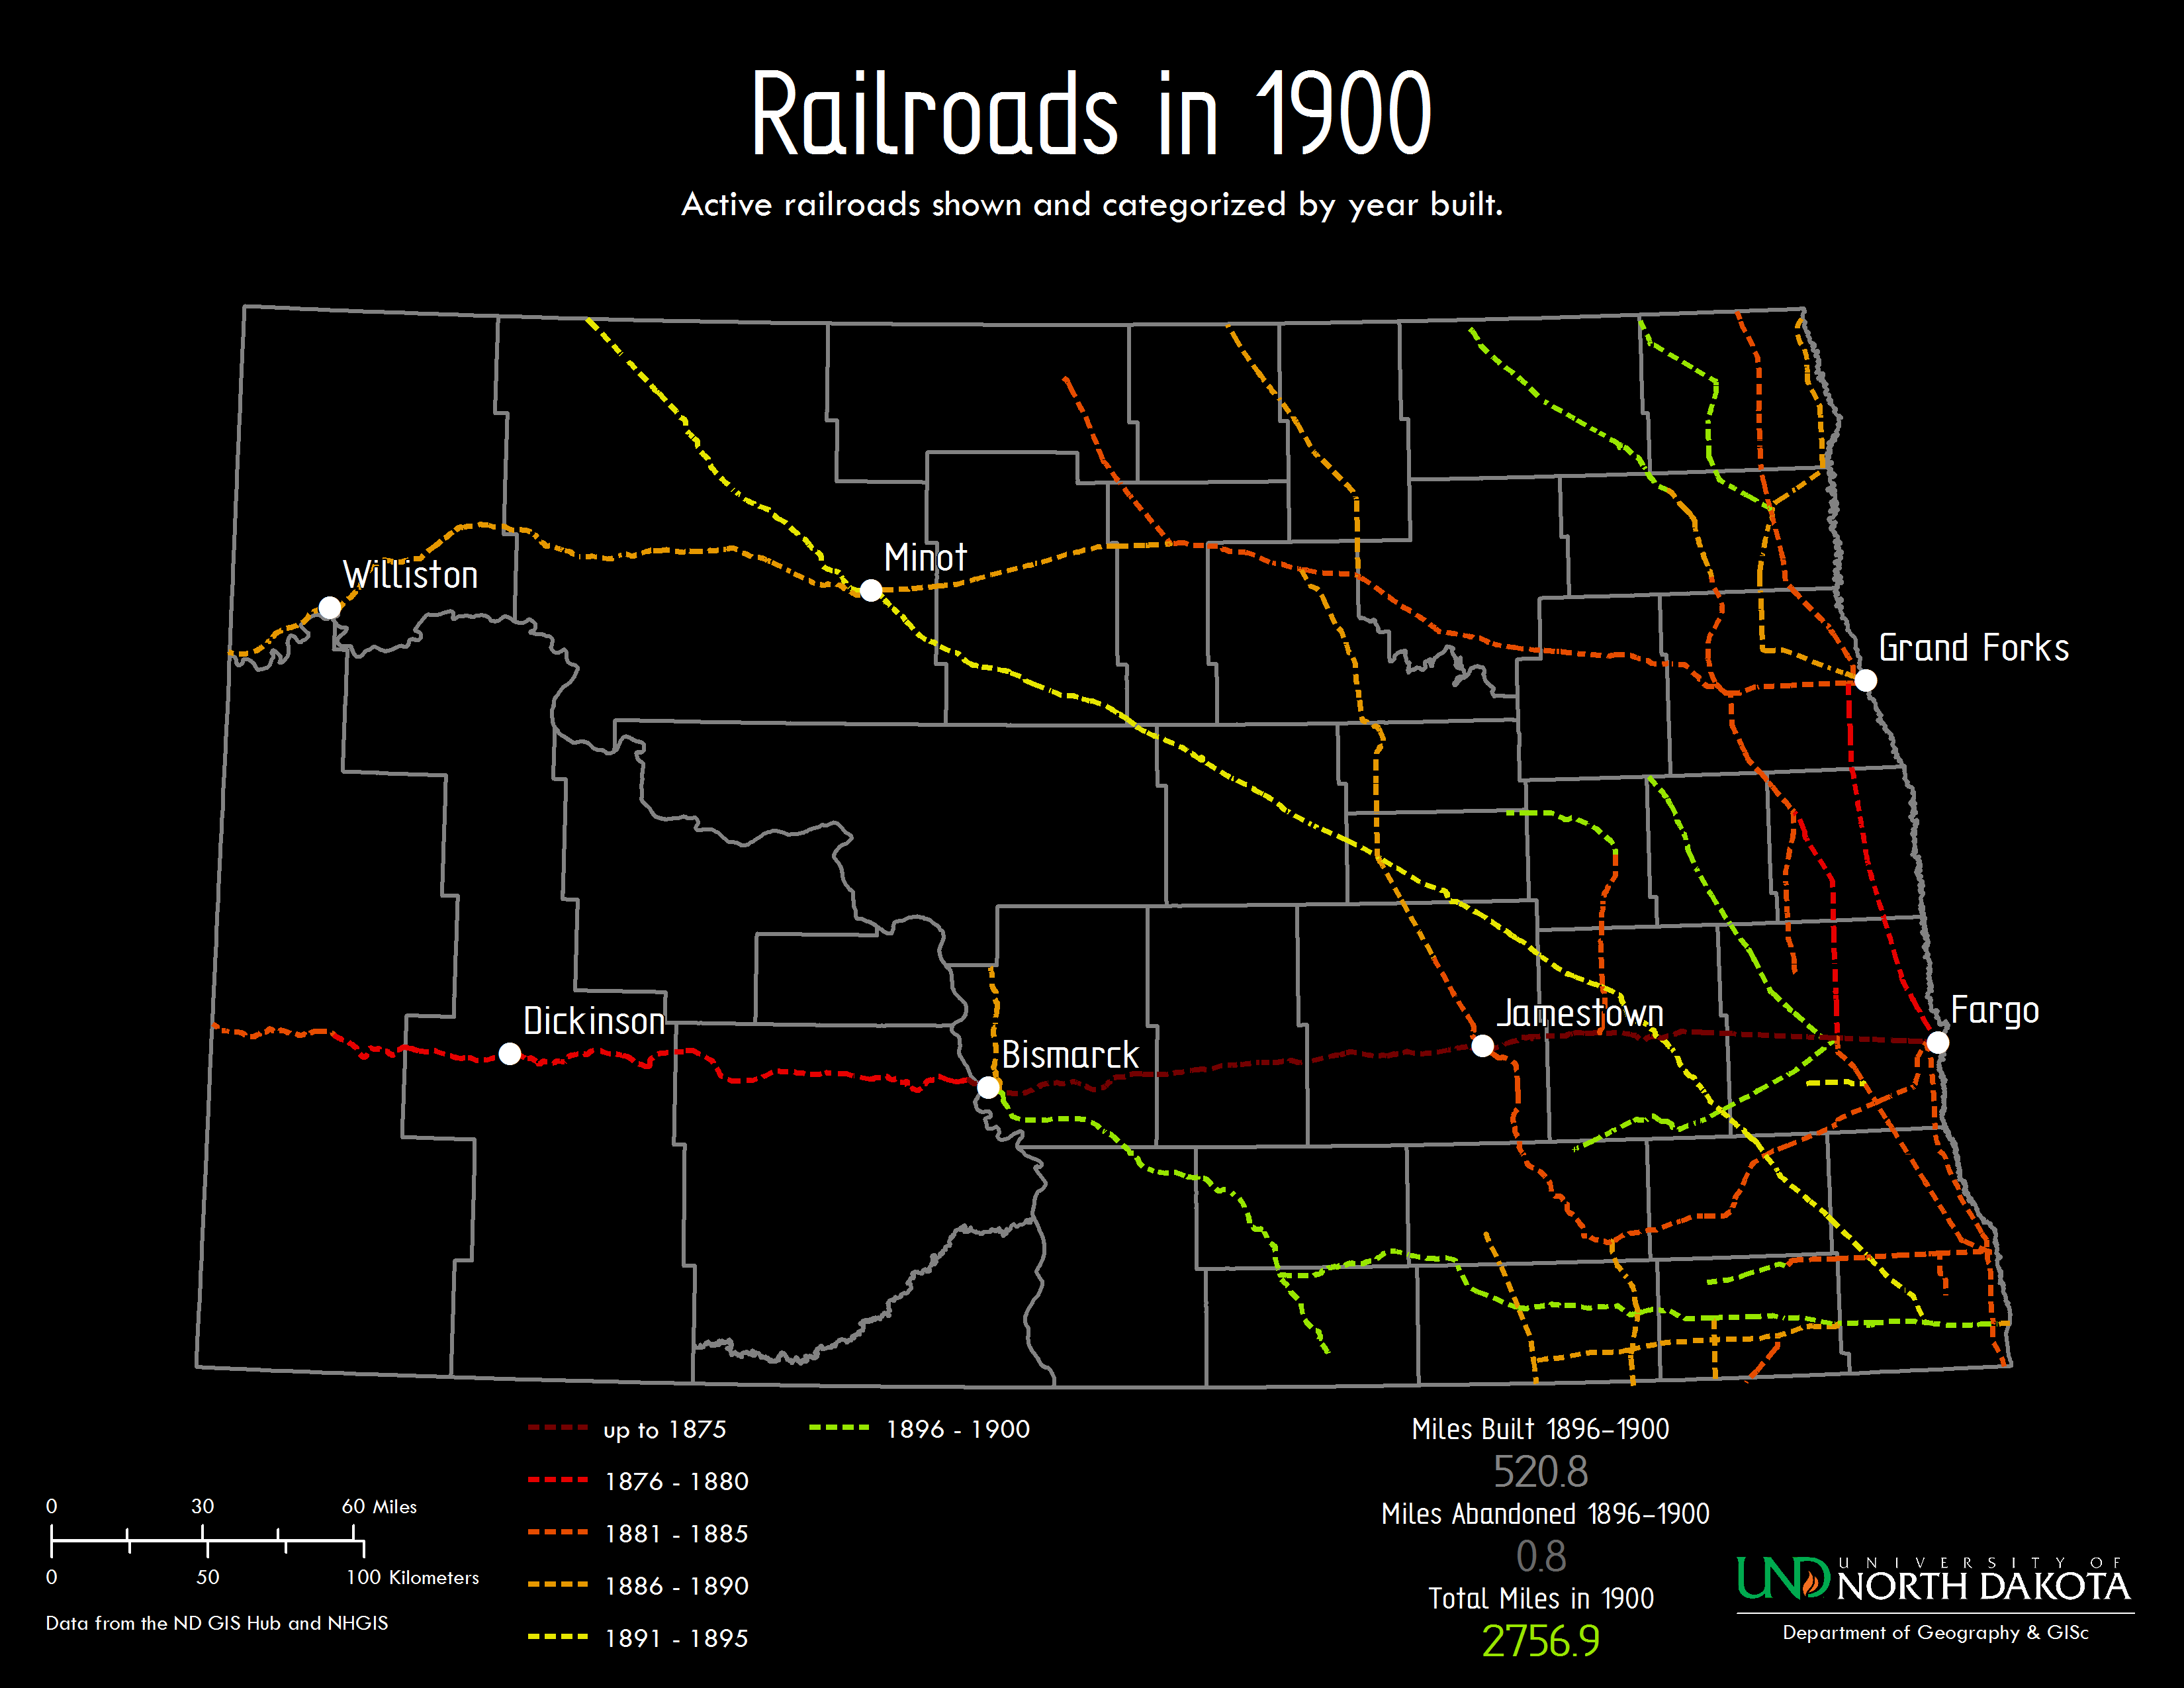 Railroads in 1900
Active railroads shown and categorized by year built.
Williston
Minot
Grand Forks
Dickinson
Bismarck
Jamestown
Fargo
up to 1875
1876 - 1880
1881 - 1885
1886 - 1890
1891 - 1895
1896 - 1900
0 30 60 Miles
0 50 100 Kilometers
Data from the ND GIS Hub and NHGIS
Miles Built 1896-1900
520.8
Miles Abandoned 1896-1900
0.8
Total Miles in 1900
2756.9
UND UNIVERSITY OF
NORTH DAKOTA
Department of Geography & GISc